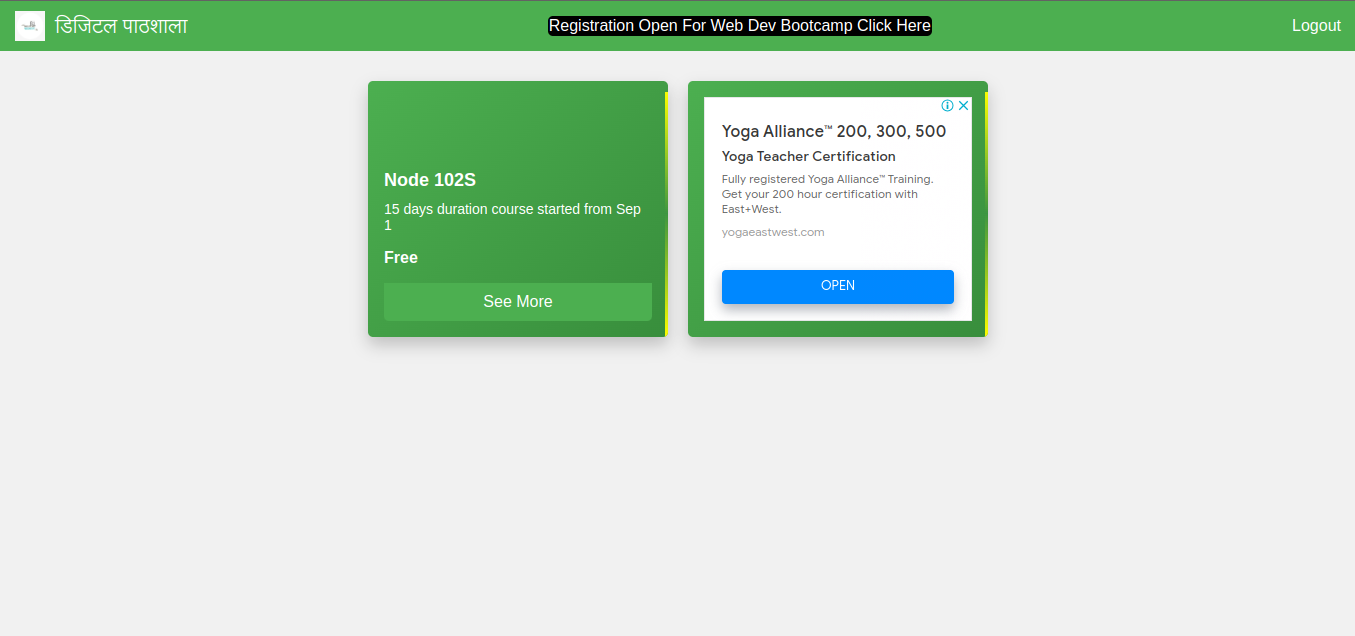 डिजिटल पाठशाला
Registration Open For Web Dev Bootcamp Click Here
Logout
Node 102S
15 days duration course started from Sep
1
Free
See More
Yoga Alliance™ 200, 300, 500
Yoga Teacher Certification
Fully registered Yoga Alliance™ Training.
Get your 200 hour certification with
East+West.
yogaeastwest.com
OPEN